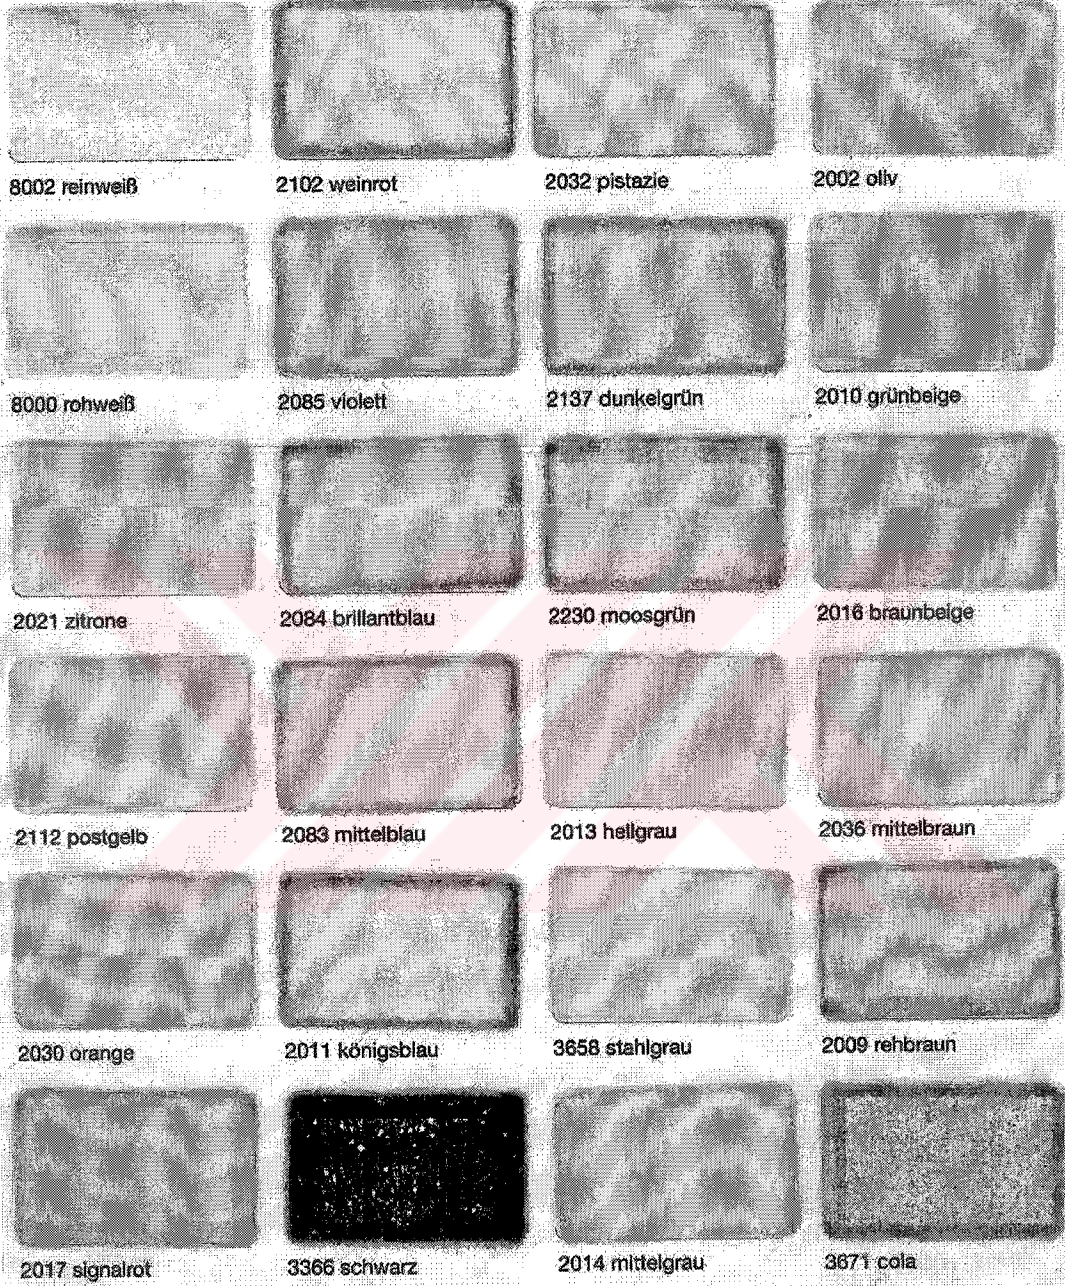 8002 reinweiß
2102 weinrot
2032 pistazie
2002 oliv
8000 rohweiß
2085 violett
2137 dunkelgrün
2010 grünbeige
2021 zitrone
2084 brillantblau
2230 moosgrün
2016 braunbeige
2112 postgelb
2083 mittelblau
2013 hellgrau
2036 mittelbraun
2030 orange
2011 königsblau
3658 stahlgrau
2009 rehbraun
2017 signalrot
3366 schwarz
2014 mittelgrau
3671 cola